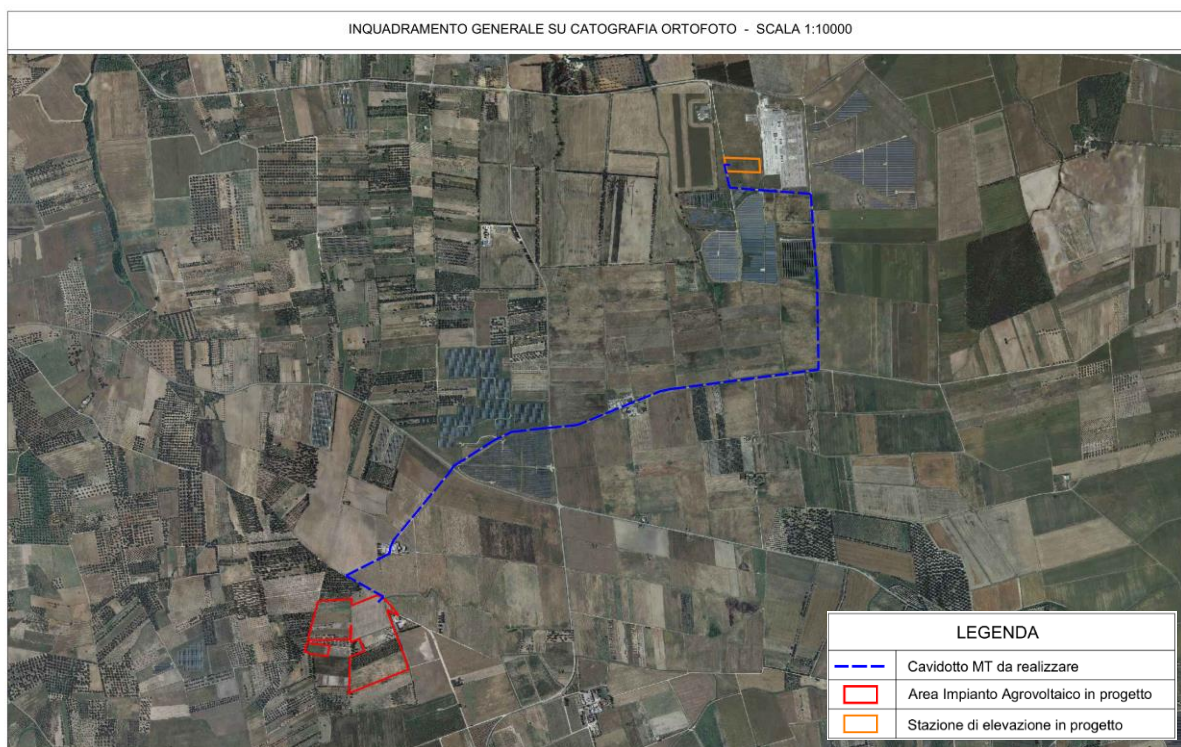 INQUADRAMENTO GENERALE SU CATOGRAFIA ORTOFOTO - SCALA 1:10000
LEGENDA
Cavidotto MT da realizzare
Area Impianto Agrovoltaico in progetto
Stazione di elevazione in progetto